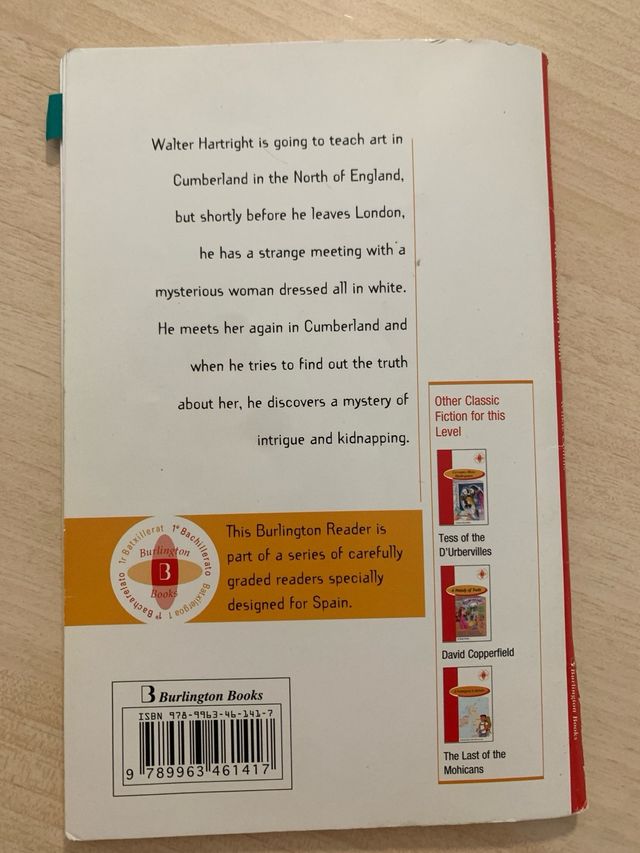 Walter Hartright is going to teach art in
Cumberland in the North of England,
but shortly before he leaves London,
he has a strange meeting with a
mysterious woman dressed all in white.
He meets her again in Cumberland and
when he tries to find out the truth
about her, he discovers a mystery of
intrigue and kidnapping.
Other Classic
Fiction for this
Level
Tess of the
D'Urbervilles
David Copperfield
The Last of the
Mohicans
1r Batxillerat 1º Bachillerato
Batxilergoa 1 1º Bacharelato
Burlington
B
Books
This Burlington Reader is
part of a series of carefully
graded readers specially
designed for Spain.
B Burlington Books
ISBN 978-9963-46-141-7
9 789963 461417
Burlington Books